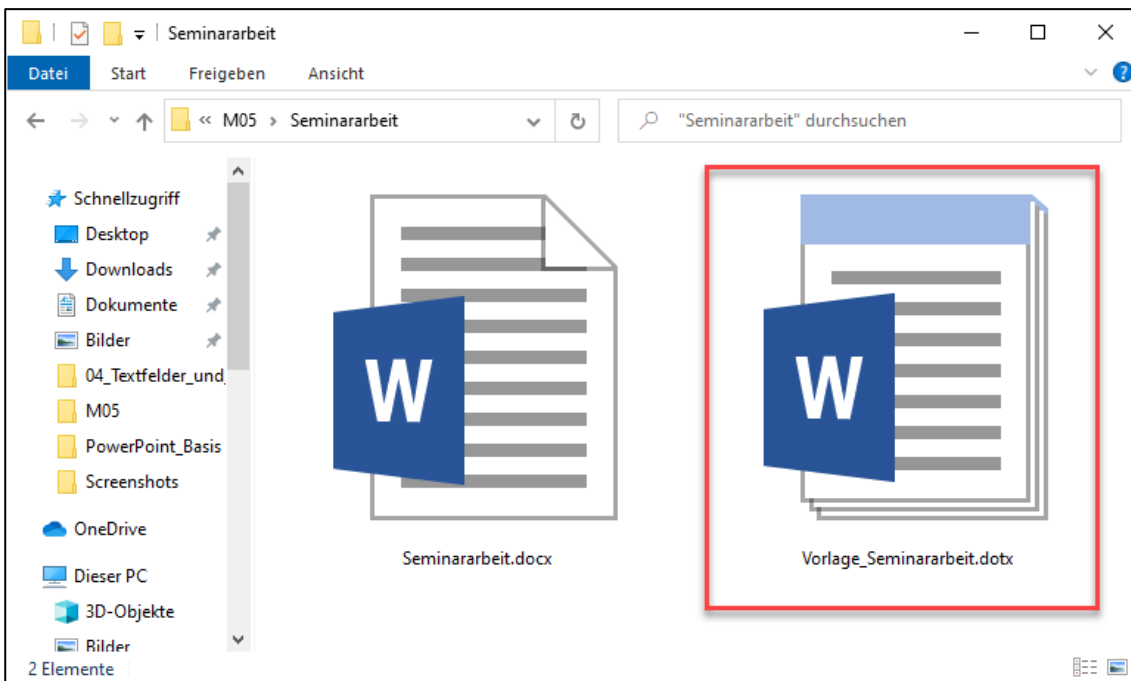 Seminararbeit
Datei Start Freigeben Ansicht
?
« M05 › Seminararbeit
"Seminararbeit" durchsuchen
Schnellzugriff
Desktop
Downloads
Dokumente
Bilder
04_Textfelder_und_
M05
PowerPoint_Basis
Screenshots
OneDrive
Dieser PC
3D-Objekte
Bilder
W
Seminararbeit.docx
W
Vorlage_Seminararbeit.dotx
2 Elemente